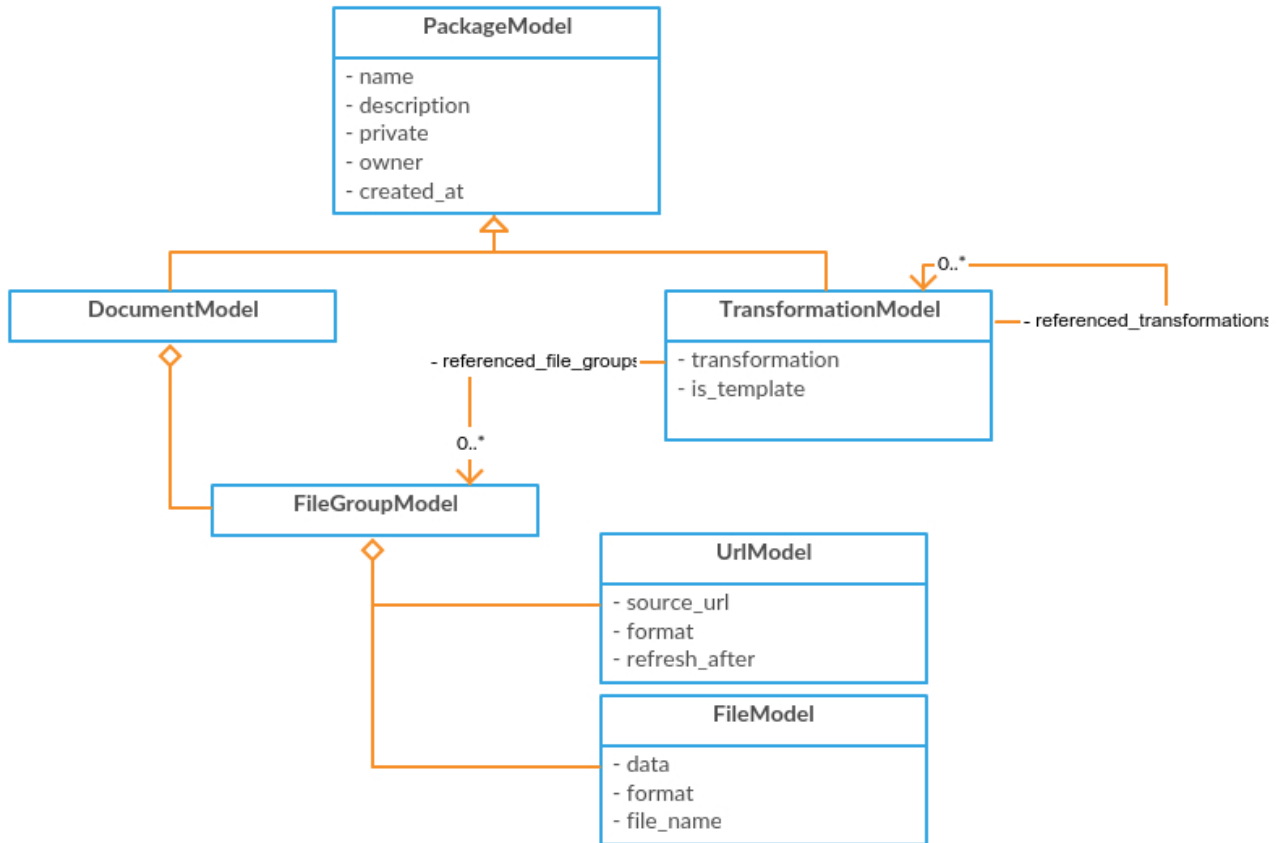 PackageModel
- name
- description
- private
- owner
- created_at
0..*
DocumentModel
TransformationModel
- referenced_transformations
- referenced_file_groups
- transformation
- is_template
0..*
FileGroupModel
UrlModel
- source_url
- format
- refresh_after
FileModel
- data
- format
- file_name